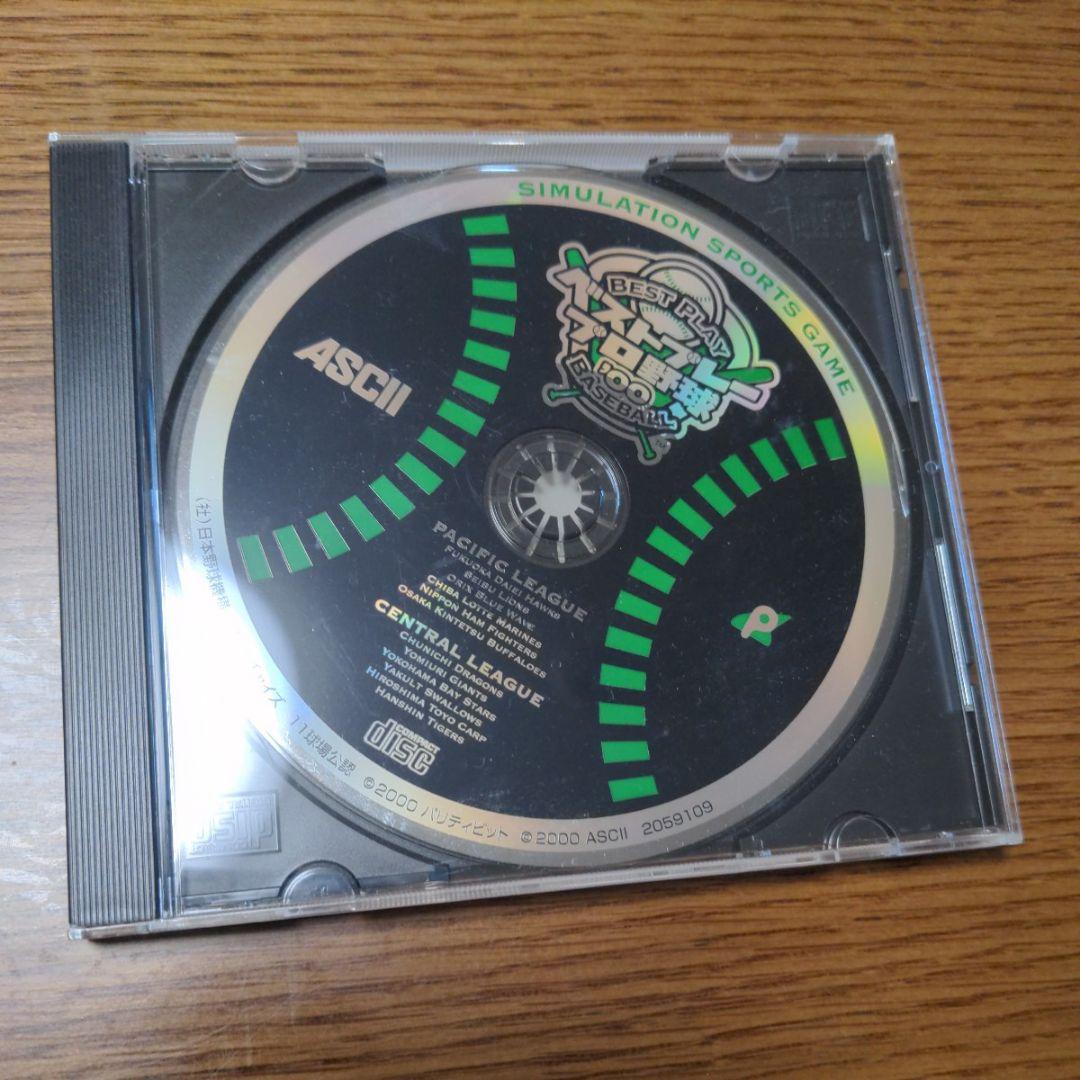 SIMULATION SPORTS GAME
BEST PLAY
ベストプレー
プロ野球
'00
BASEBALL
ASCII
PACIFIC LEAGUE
FUKUOKA DAIEI HAWKS
SEIBU LIONS
ORIX BLUE WAVE
CHIBA LOTTE MARINES
NIPPON HAM FIGHTERS
OSAKA KINTETSU BUFFALOES
CENTRAL LEAGUE
CHUNICHI DRAGONS
YOMIURI GIANTS
YOKOHAMA BAY STARS
YAKULT SWALLOWS
HIROSHIMA TOYO CARP
HANSHIN TIGERS
COMPACT
disc
P
(社)日本野球機構 11球場公認 ©2000 パリティビット ©2000 ASCII 2059109